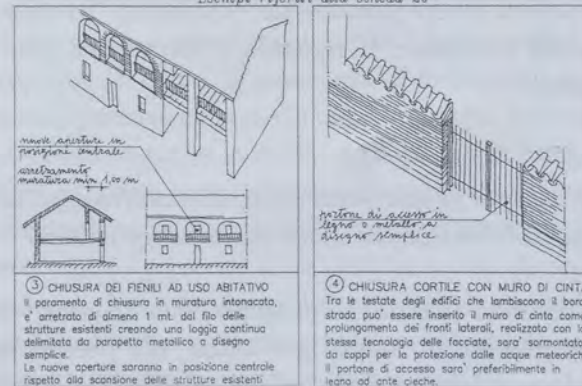 Esempi riferiti alla scheda
nuove aperture in
posizione centrale
arretramento
muratura min 1,00 m
③ CHIUSURA DEI FIENILI AD USO ABITATIVO
Il paramento di chiusura in muratura intonacata,
e' arretrato di almeno 1 mt. dal filo delle
strutture esistenti creando una loggia continua
delimitata da parapetto metallico a disegno
semplice.
Le nuove aperture saranno in posizione centrale
rispetto alla scansione delle strutture esistenti
portone di accesso in
legno o metallo a
disegno semplice
④ CHIUSURA CORTILE CON MURO DI CINT
Tra le testate degli edifici che lambiscono il bord
strada puo' essere inserito il muro di cinta come
prolungamento dei fronti laterali, realizzato con la
stessa tecnologia delle facciate, sara' sormontato
da coppi per la protezione dalle acque meteorich
Il portone di accesso sara' preferibilmente in
legno ad ante cieche.